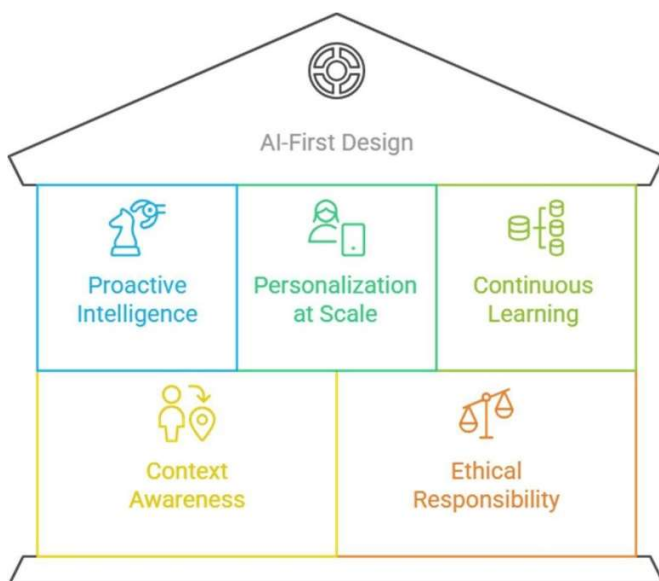 AI-First Design
Proactive
Intelligence
Personalization
at Scale
Continuous
Learning
Context
Awareness
Ethical
Responsibility